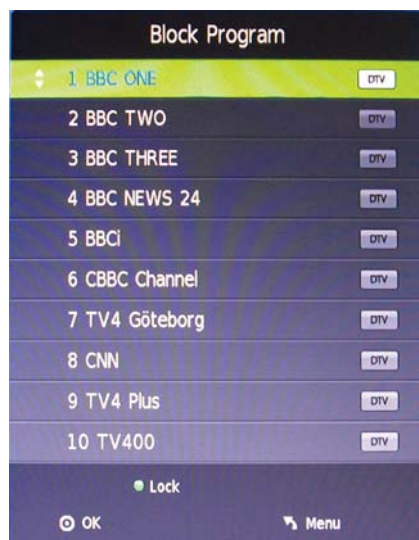 Block Program
1 BBC ONE DTV
2 BBC TWO DTV
3 BBC THREE DTV
4 BBC NEWS 24 DTV
5 BBCi DTV
6 CBBC Channel DTV
7 TV4 Göteborg DTV
8 CNN DTV
9 TV4 Plus DTV
10 TV400 DTV
Lock
OK Menu